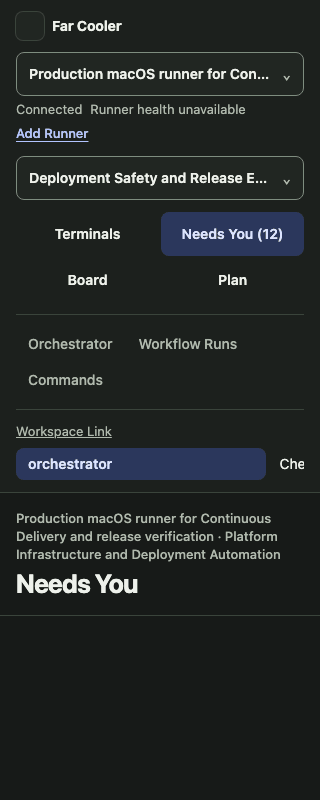 Far Cooler
Production macOS runner for Con...
Connected Runner health unavailable
Add Runner
Deployment Safety and Release E...
Terminals
Needs You (12)
Board
Plan
Orchestrator
Workflow Runs
Commands
Workspace Link
orchestrator
Che
Production macOS runner for Continuous
Delivery and release verification · Platform
Infrastructure and Deployment Automation
Needs You